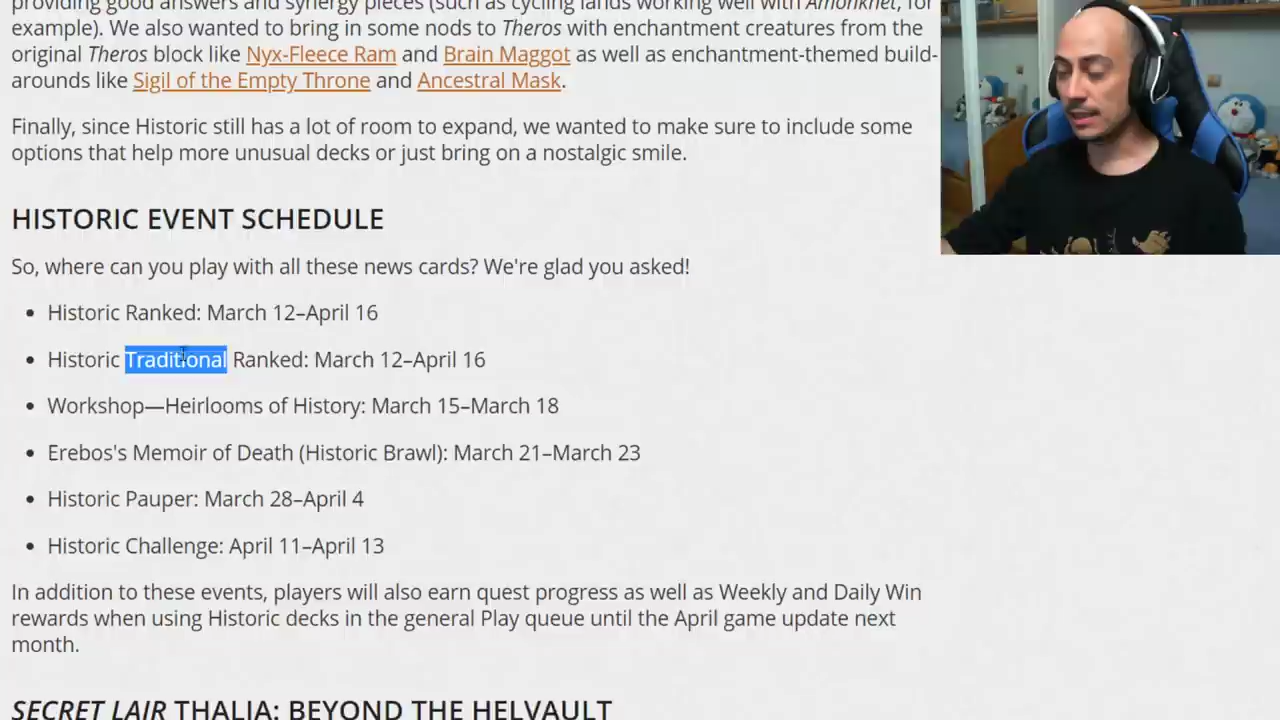 providing good answers and synergy pieces (such as cycling lands working well with Amonkhet, for
example). We also wanted to bring in some nods to Theros with enchantment creatures from the
original Theros block like Nyx-Fleece Ram and Brain Maggot as well as enchantment-themed build-
arounds like Sigil of the Empty Throne and Ancestral Mask.
Finally, since Historic still has a lot of room to expand, we wanted to make sure to include some
options that help more unusual decks or just bring on a nostalgic smile.
HISTORIC EVENT SCHEDULE
So, where can you play with all these news cards? We're glad you asked!
• Historic Ranked: March 12–April 16
• Historic Traditional Ranked: March 12–April 16
• Workshop—Heirlooms of History: March 15–March 18
• Erebos's Memoir of Death (Historic Brawl): March 21–March 23
• Historic Pauper: March 28–April 4
• Historic Challenge: April 11–April 13
In addition to these events, players will also earn quest progress as well as Weekly and Daily Win
rewards when using Historic decks in the general Play queue until the April game update next
month.
SECRET LAIR THALIA: BEYOND THE HELVAULT